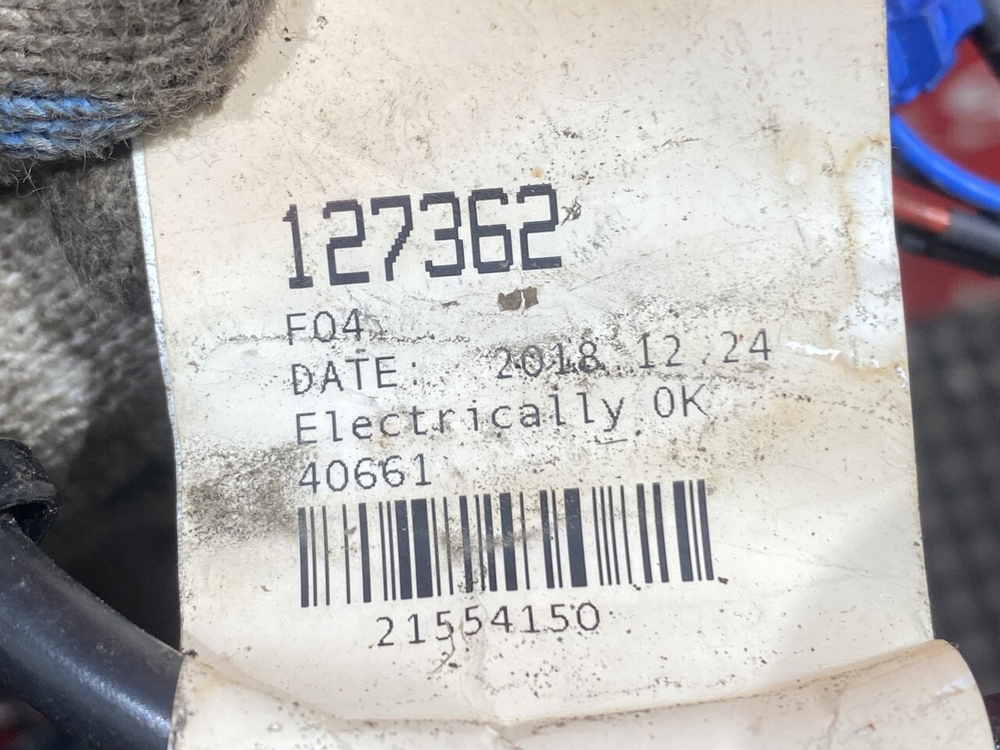 127362
F04
DATE: 2018.12.24
Electrically OK
40661
21554150